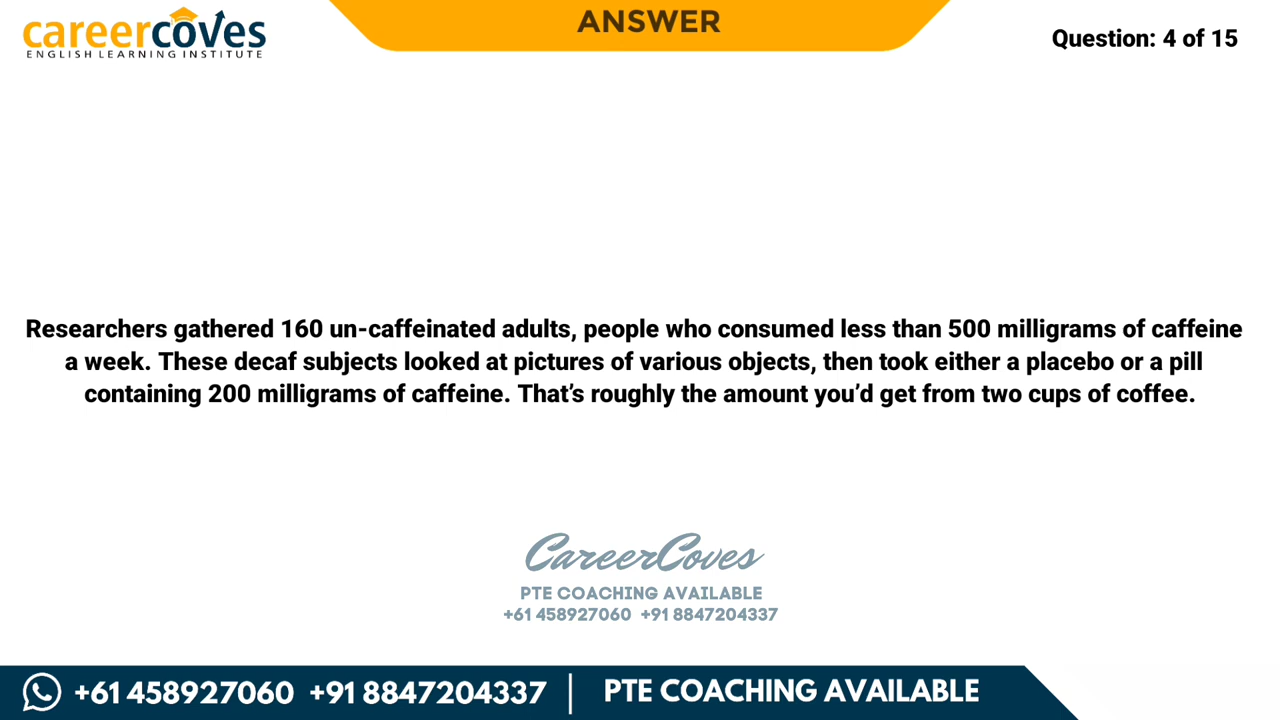 careercoves
ENGLISH LEARNING INSTITUTE
ANSWER
Question: 4 of 15
Researchers gathered 160 un-caffeinated adults, people who consumed less than 500 milligrams of caffeine
a week. These decaf subjects looked at pictures of various objects, then took either a placebo or a pill
containing 200 milligrams of caffeine. That’s roughly the amount you’d get from two cups of coffee.
CareerCoves
PTE COACHING AVAILABLE
+61 458927060 +91 8847204337
+61 458927060 +91 8847204337 | PTE COACHING AVAILABLE